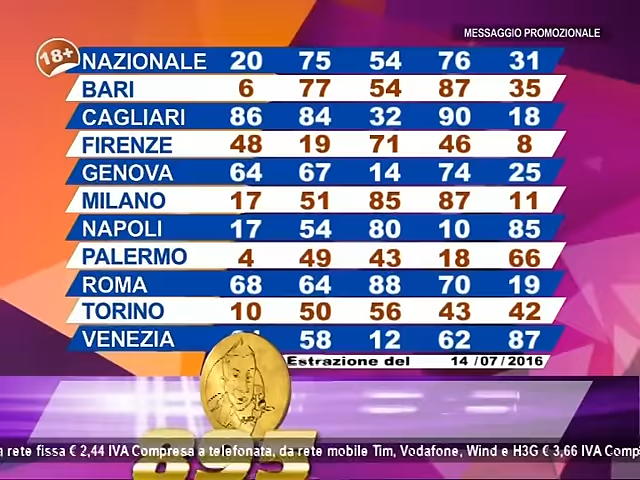 MESSAGGIO PROMOZIONALE
18+
NAZIONALE 20 75 54 76 31
BARI 6 77 54 87 35
CAGLIARI 86 84 32 90 18
FIRENZE 48 19 71 46 8
GENOVA 64 67 14 74 25
MILANO 17 51 85 87 11
NAPOLI 17 54 80 10 85
PALERMO 4 49 43 18 66
ROMA 68 64 88 70 19
TORINO 10 50 56 43 42
VENEZIA 58 12 62 87
Estrazione del 14/07/2016
895
rete fissa € 2,44 IVA Compresa a telefonata, da rete mobile Tim, Vodafone, Wind e H3G € 3,66 IVA Comp